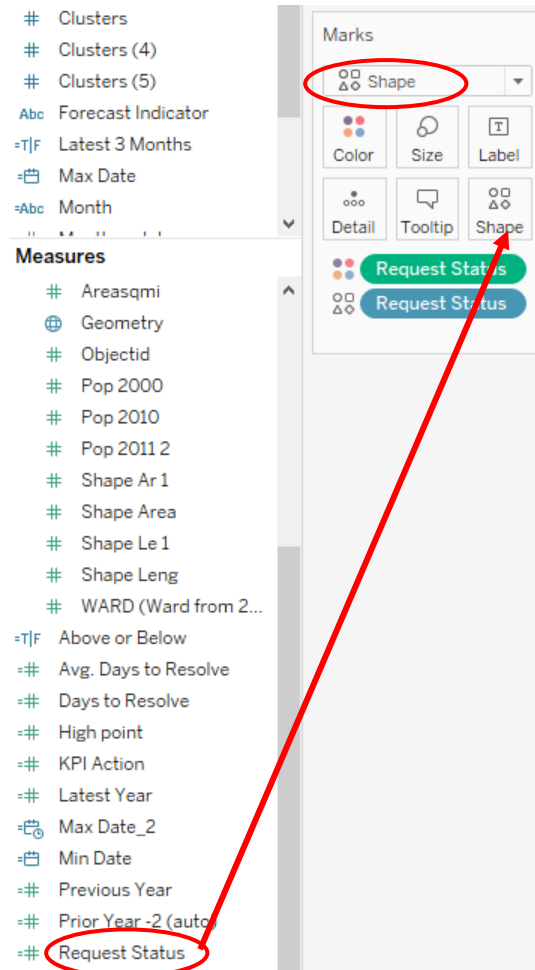 Clusters
Clusters (4)
Clusters (5)
Abc Forecast Indicator
=T|F Latest 3 Months
Max Date
=Abc Month
Measures
# Areasqmi
Geometry
# Objectid
# Pop 2000
# Pop 2010
# Pop 2011 2
# Shape Ar 1
# Shape Area
# Shape Le 1
# Shape Leng
# WARD (Ward from 2...
=T|F Above or Below
=# Avg. Days to Resolve
=# Days to Resolve
=# High point
=# KPI Action
=# Latest Year
Max Date_2
Min Date
=# Previous Year
=# Prior Year -2 (auto)
=# Request Status
Marks
Shape
Color Size Label
Detail Tooltip Shape
Request Status
Request Status